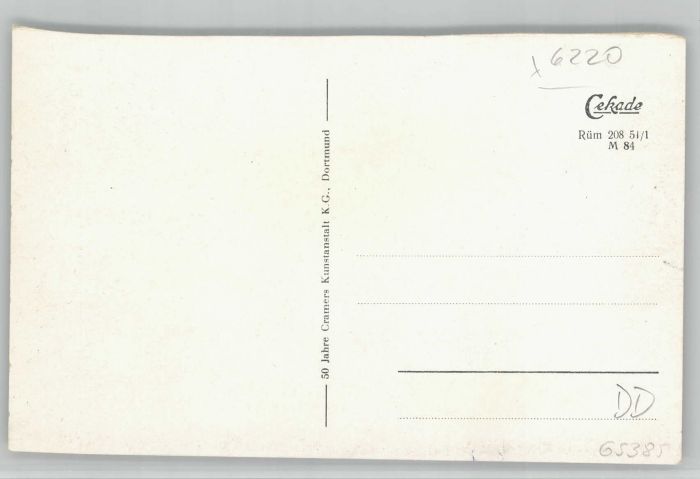 x 6220
Cekade
Rüm 208 51/1
M 84
50 Jahre Cramers Kunstanstalt K.G., Dortmund
DD
65385